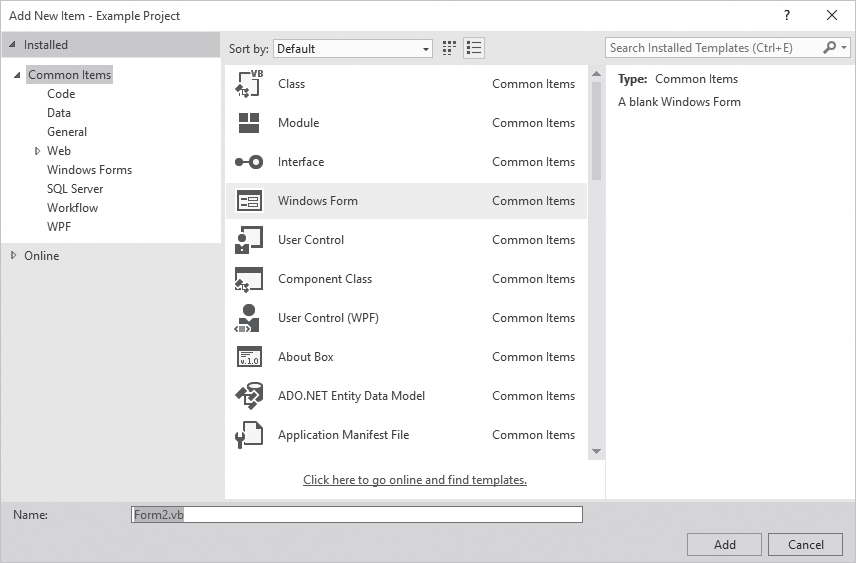 Add New Item - Example Project ?
Installed
Sort by: Default
Search Installed Templates (Ctrl+E)
Common Items
Code
Data
General
Web
Windows Forms
SQL Server
Workflow
WPF
Online
VB
Class Common Items
Module Common Items
Interface Common Items
Windows Form Common Items
User Control Common Items
Component Class Common Items
User Control (WPF) Common Items
v.1.0
About Box Common Items
ADO.NET Entity Data Model Common Items
Application Manifest File Common Items
Click here to go online and find templates.
Type: Common Items
A blank Windows Form
Name: Form2.vb
Add Cancel